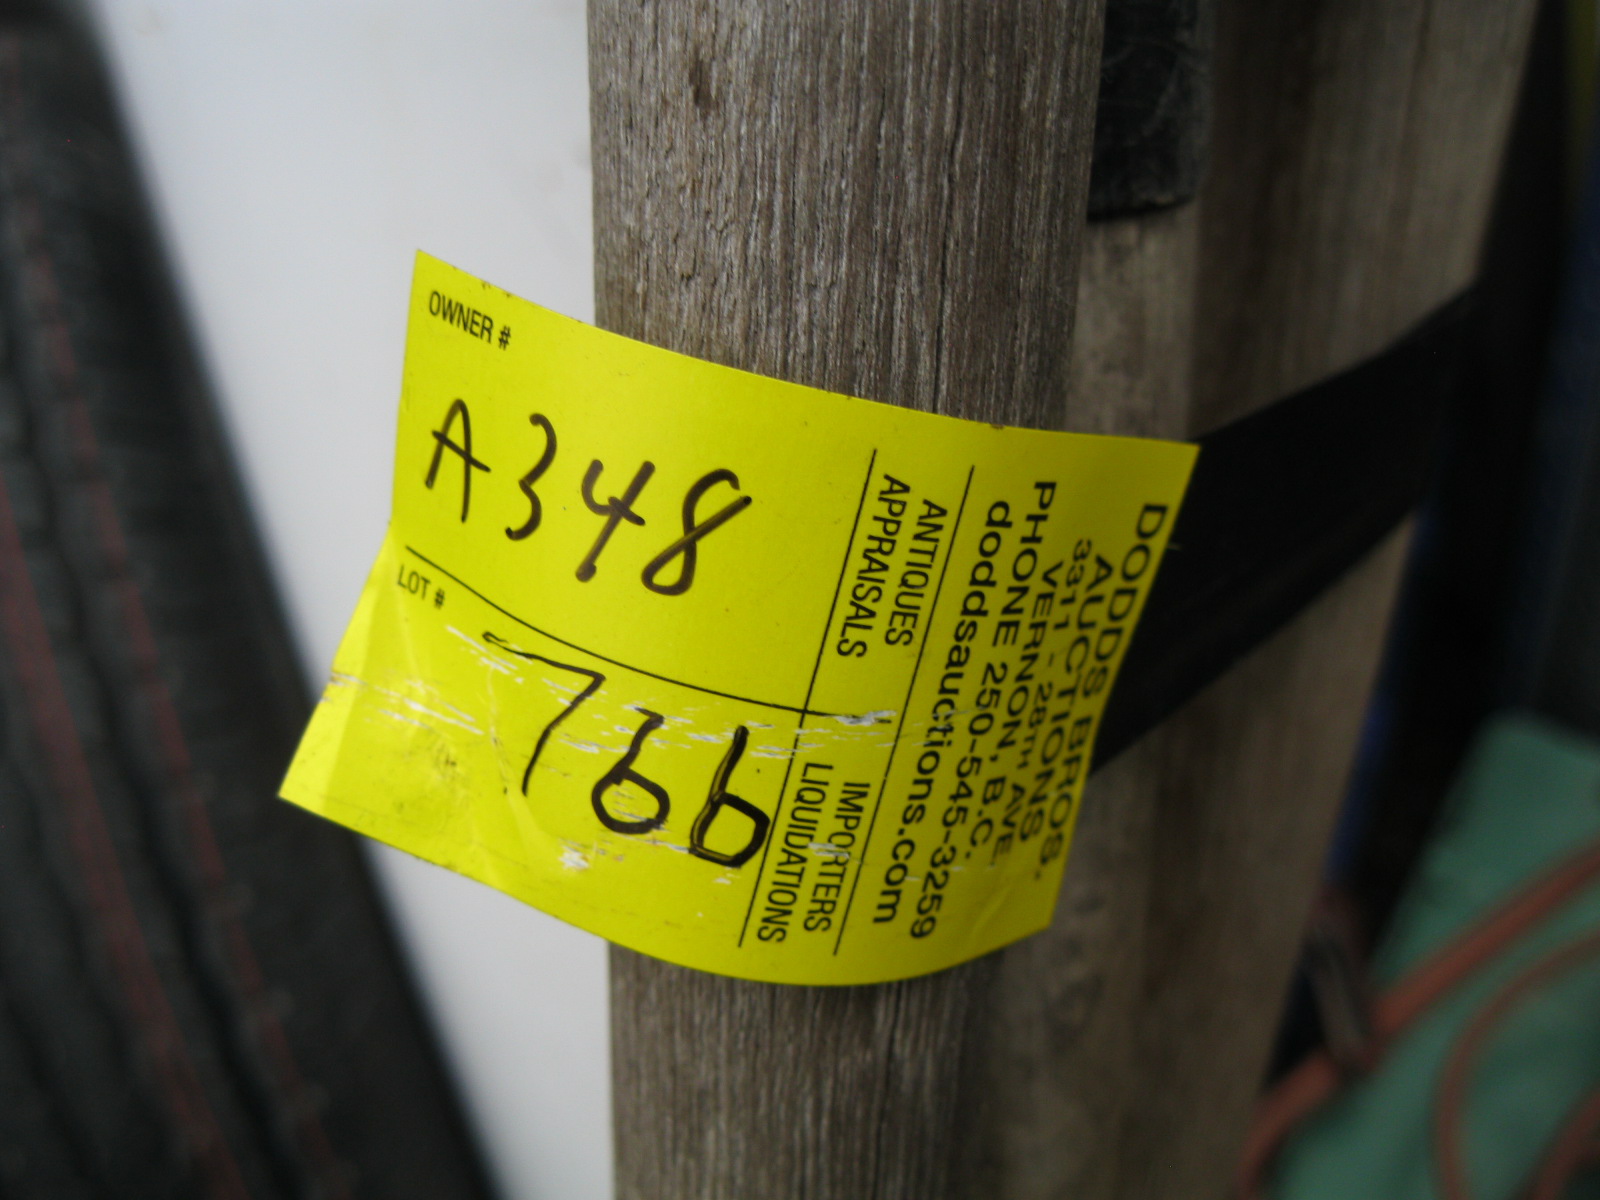 OWNER #
A348
LOT #
766
ANTIQUES
APPRAISALS
IMPORTERS
LIQUIDATIONS
DODDS BROS.
AUCTIONS
3311 - 28TH AVE.
VERNON, B.C.
PHONE 250-545-3259
doddsauctions.com